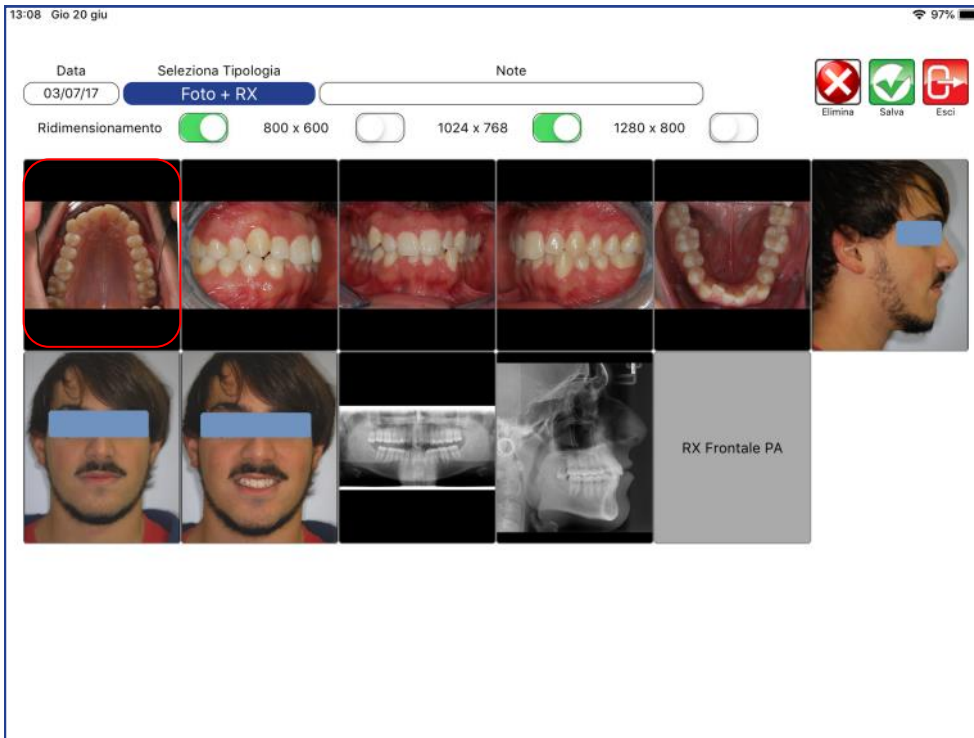 13:08 Gio 20 giu
97%
Data
Seleziona Tipologia
Note
03/07/17
Foto + RX
Elimina
Salva
Esci
Ridimensionamento
800 x 600
1024 x 768
1280 x 800
RX Frontale PA